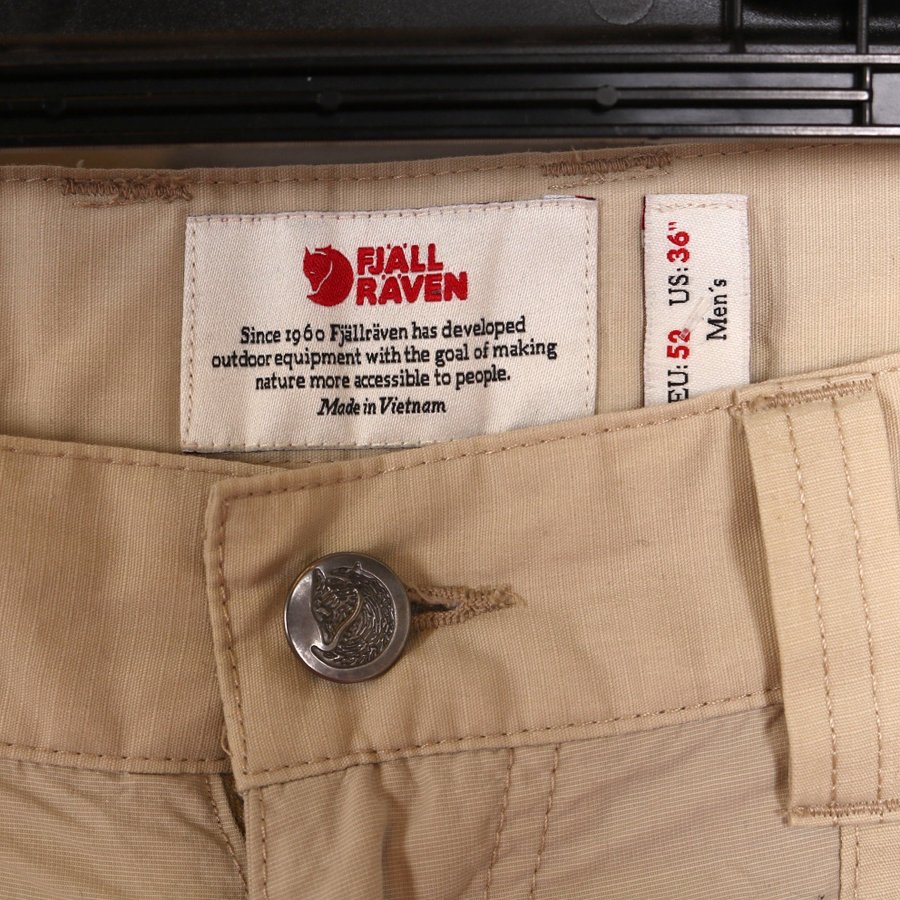 FJÄLL
RÄVEN
Since 1960 Fjällräven has developed
outdoor equipment with the goal of making
nature more accessible to people.
Made in Vietnam
EU: 52 US: 36"
Men´s